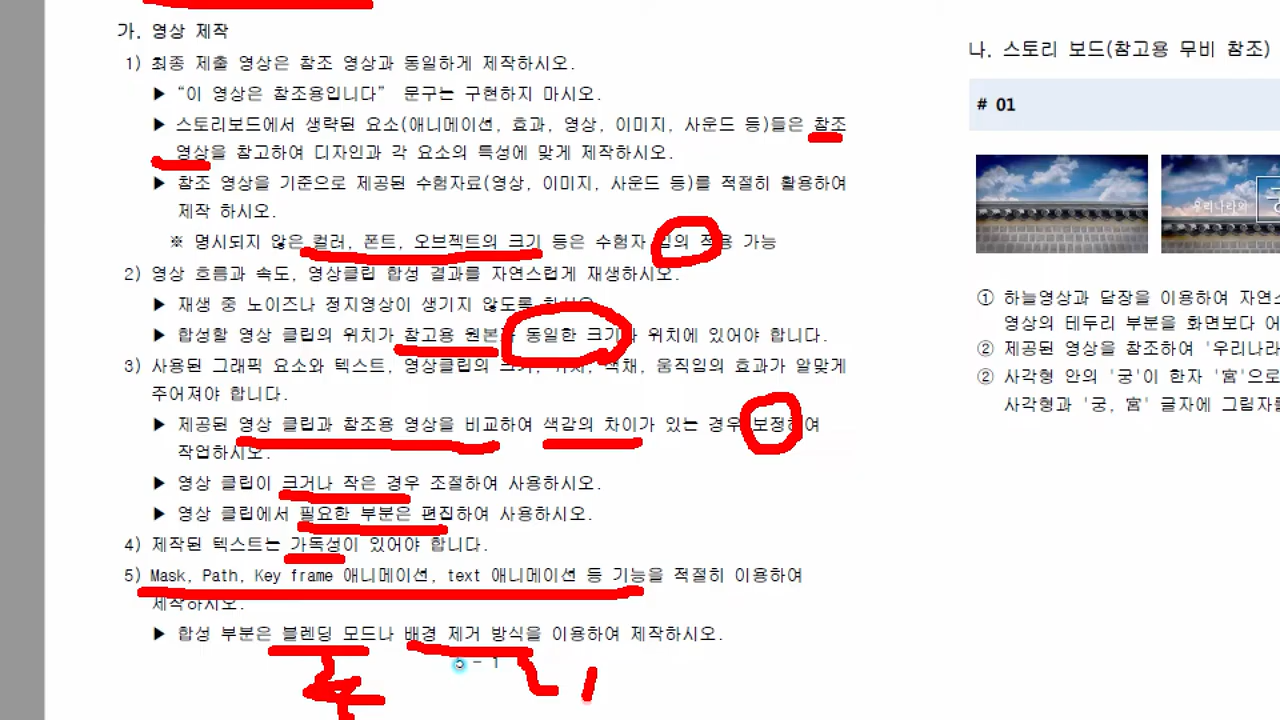 가. 영상 제작
1) 최종 제출 영상은 참조 영상과 동일하게 제작하시오.
▶ “이 영상은 참조용입니다” 문구는 구현하지 마시오.
▶ 스토리보드에서 생략된 요소(애니메이션, 효과, 영상, 이미지, 사운드 등)들은 참조
영상을 참고하여 디자인과 각 요소의 특성에 맞게 제작하시오.
▶ 참조 영상을 기준으로 제공된 수험자료(영상, 이미지, 사운드 등)를 적절히 활용하여
제작 하시오.
※ 명시되지 않은 컬러, 폰트, 오브젝트의 크기 등은 수험자 임의 적용 가능
2) 영상 흐름과 속도, 영상클립 합성 결과를 자연스럽게 재생하시오.
▶ 재생 중 노이즈나 정지영상이 생기지 않도록 하시오.
▶ 합성할 영상 클립의 위치가 참고용 원본과 동일한 크기와 위치에 있어야 합니다.
3) 사용된 그래픽 요소와 텍스트, 영상클립의 크기, 위치, 색채, 움직임의 효과가 알맞게
주어져야 합니다.
▶ 제공된 영상 클립과 참조용 영상을 비교하여 색감의 차이가 있는 경우 보정하여
작업하시오.
▶ 영상 클립이 크거나 작은 경우 조절하여 사용하시오.
▶ 영상 클립에서 필요한 부분은 편집하여 사용하시오.
4) 제작된 텍스트는 가독성이 있어야 합니다.
5) Mask, Path, Key frame 애니메이션, text 애니메이션 등 기능을 적절히 이용하여
제작하시오.
▶ 합성 부분은 블렌딩 모드나 배경 제거 방식을 이용하여 제작하시오.
5 - 1
나. 스토리 보드(참고용 무비 참조)
# 01
우리나라의 궁
① 하늘영상과 담장을 이용하여 자연스
영상의 테두리 부분을 화면보다 어
② 제공된 영상을 참조하여 '우리나라
② 사각형 안의 '궁'이 한자 '宮'으로
사각형과 '궁, 宮' 글자에 그림자를